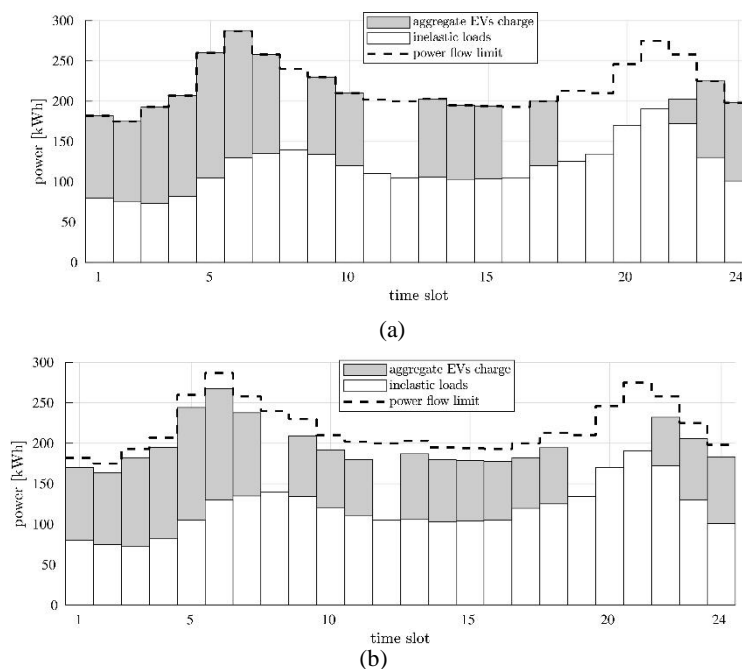 300
250
200
150
100
50
0
power [kWh]
aggregate EVs charge
inelastic loads
power flow limit
1 5 10 15 20 24
time slot
(a)
300
250
200
150
100
50
0
power [kWh]
aggregate EVs charge
inelastic loads
power flow limit
1 5 10 15 20 24
time slot
(b)